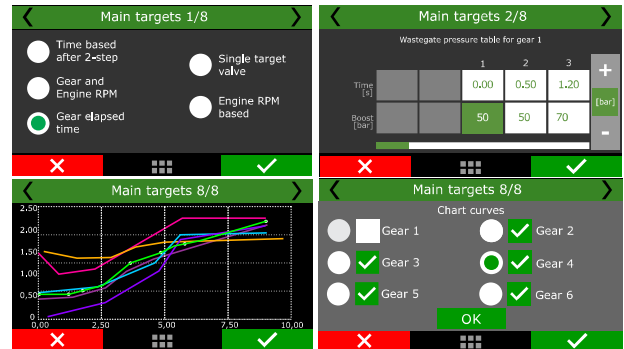 Main targets 1/8
Time based
after 2-step
Gear and
Engine RPM
Gear elapsed
time
Single target
valve
Engine RPM
based
Main targets 2/8
Wastegate pressure table for gear 1
1 2 3
Time
[s]
0.00 0.50 1.20
Boost
[bar]
50 50 70
+
[bar]
-
Main targets 8/8
2.50
2.00
1.50
1,00
0,50
0
0,00 2,50 5,00 7,50 10,00
Main targets 8/8
Chart curves
Gear 1 Gear 2
Gear 3 Gear 4
Gear 5 Gear 6
OK